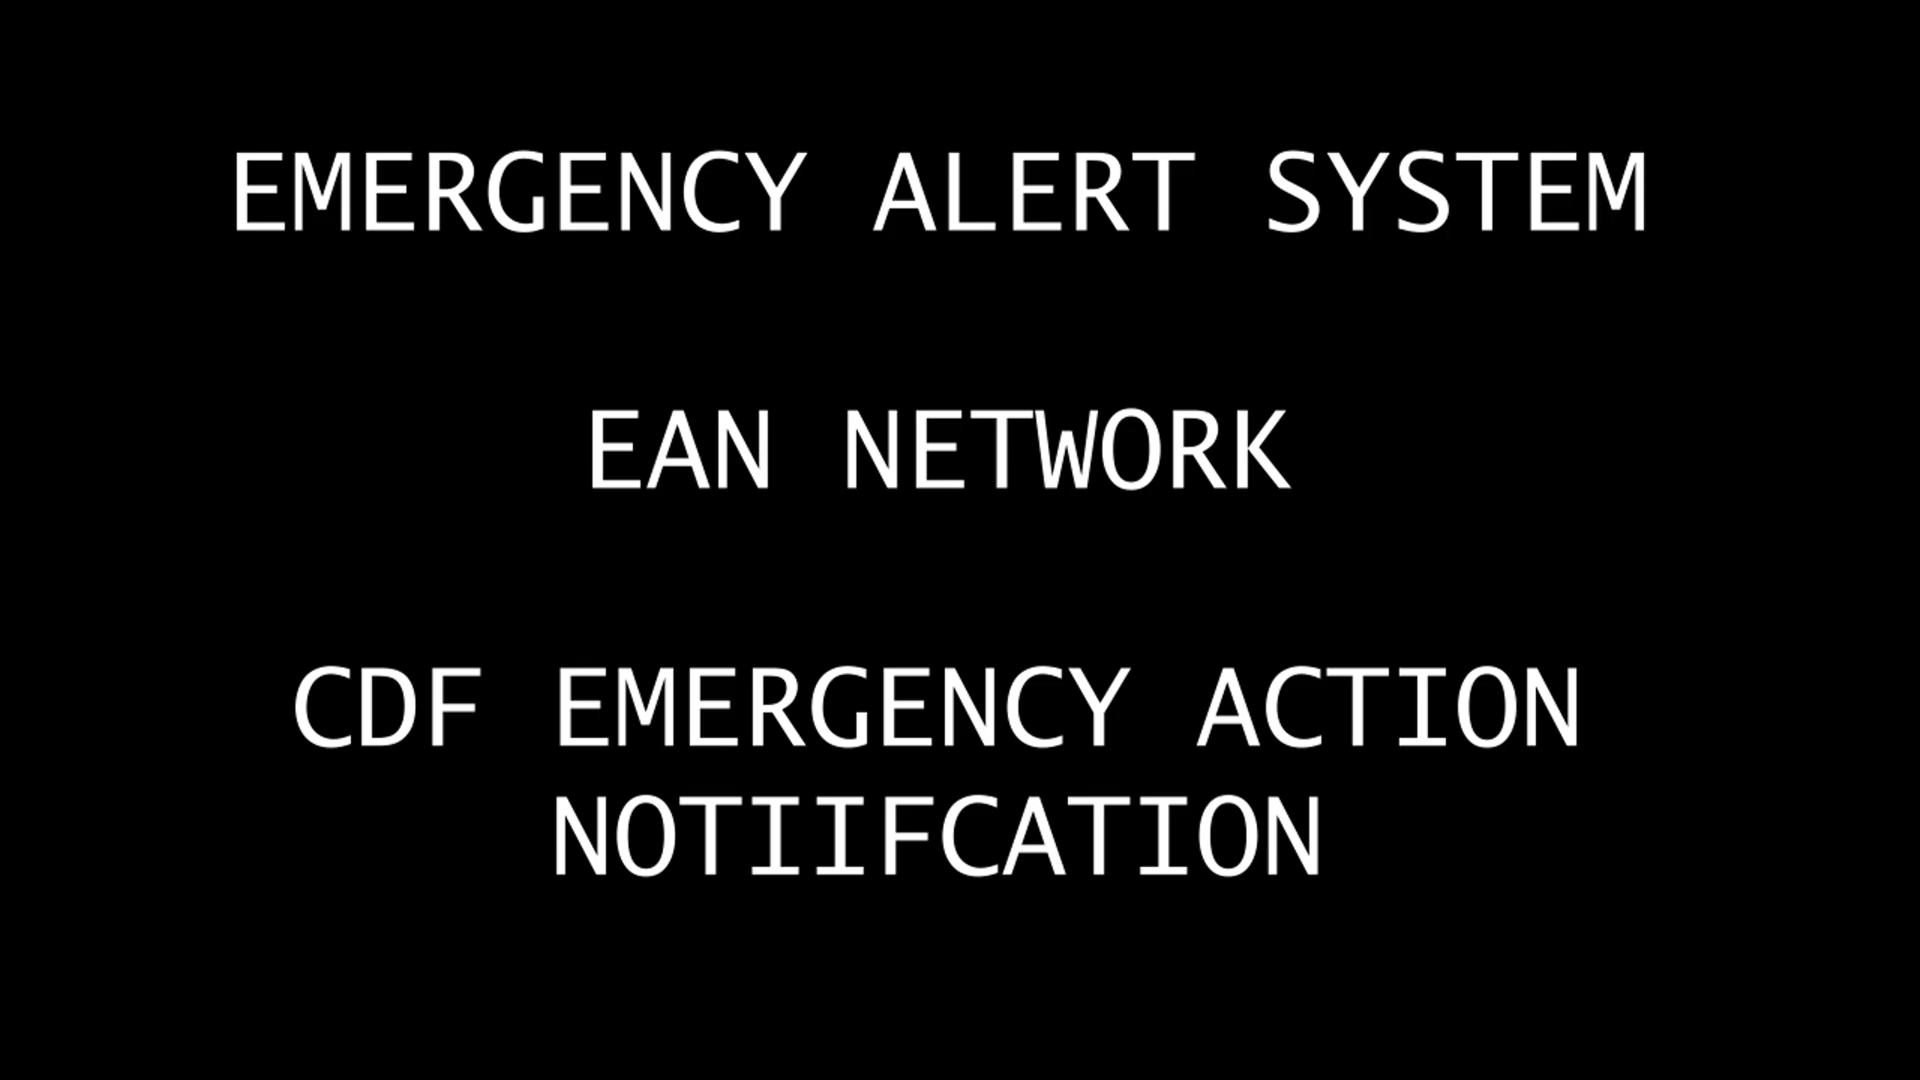 EMERGENCY ALERT SYSTEM
EAN NETWORK
CDF EMERGENCY ACTION
NOTIIFCATION